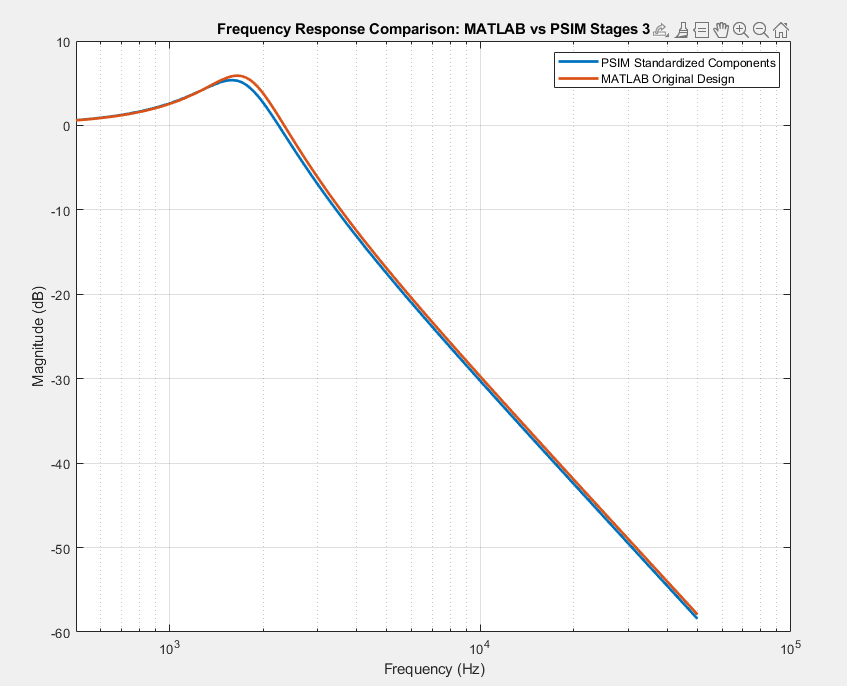 Frequency Response Comparison: MATLAB vs PSIM Stages 3
PSIM Standardized Components
MATLAB Original Design
10
0
-10
-20
-30
-40
-50
-60
Magnitude (dB)
10³
10⁴
10⁵
Frequency (Hz)